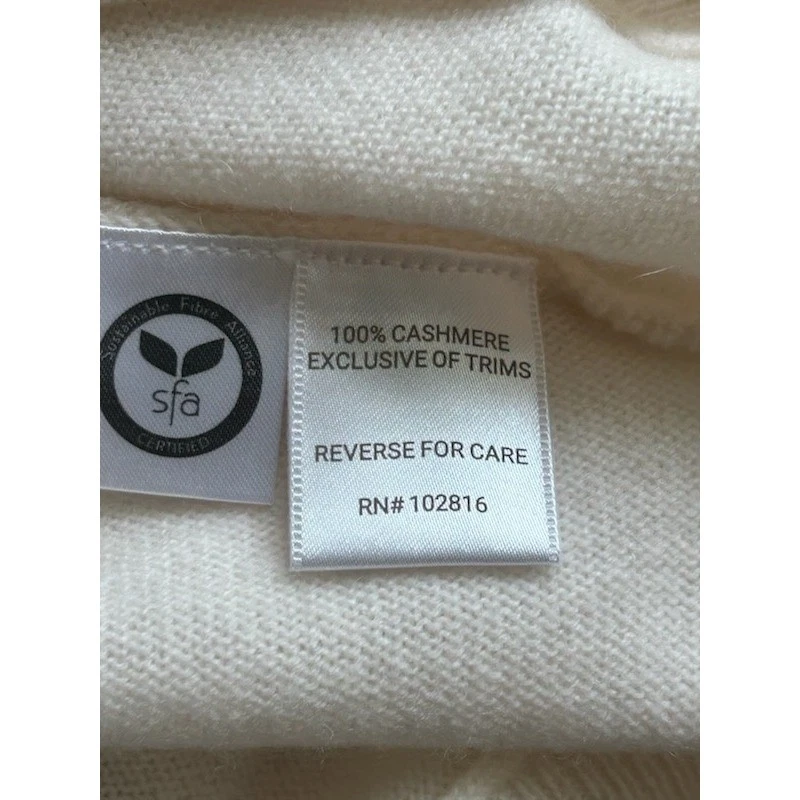 Sustainable Fibre Alliance
sfa
CERTIFIED
100% CASHMERE
EXCLUSIVE OF TRIMS
REVERSE FOR CARE
RN# 102816